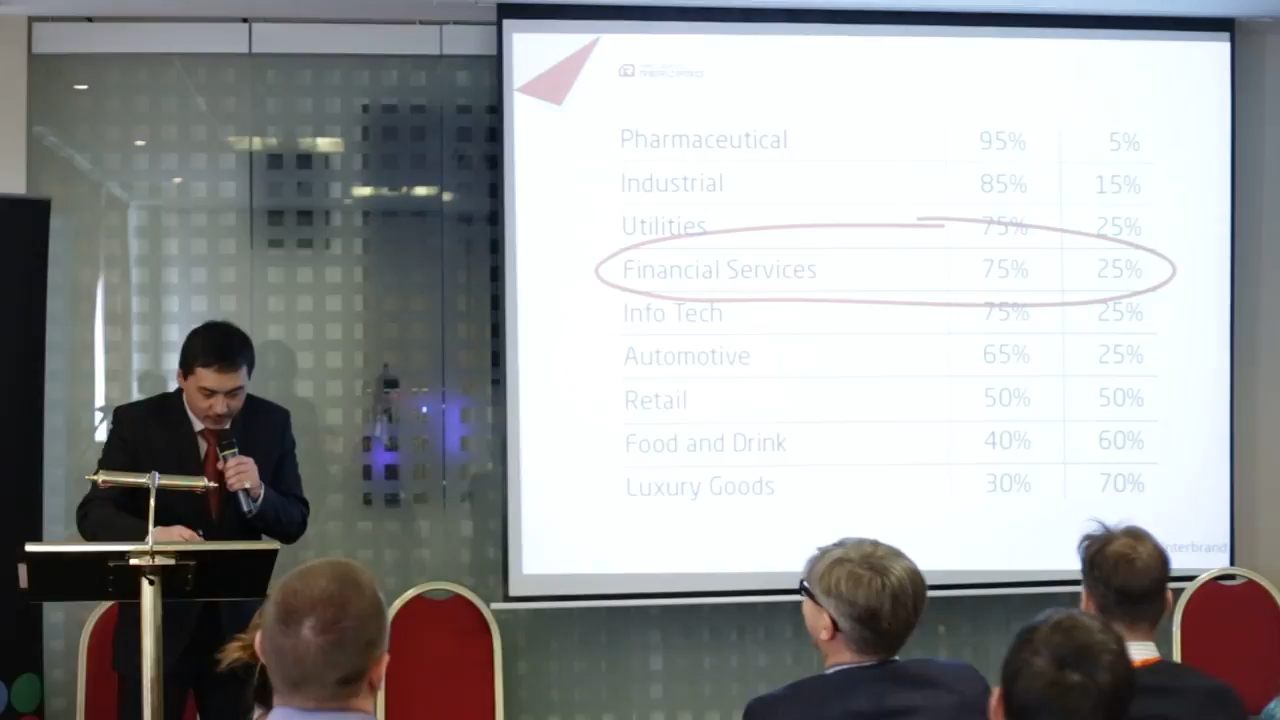 Pharmaceutical 95% 5%
Industrial 85% 15%
Utilities 75% 25%
Financial Services 75% 25%
Info Tech 75% 25%
Automotive 65% 25%
Retail 50% 50%
Food and Drink 40% 60%
Luxury Goods 30% 70%
Interbrand